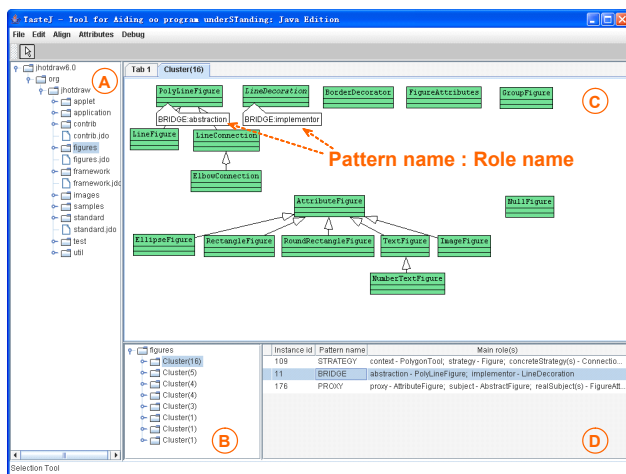 TasteJ - Tool for Aiding oo program underSTanding: Java Edition
File Edit Align Attributes Debug
jhotdraw6.0
org
jhotdraw
applet
application
contrib
contrib.jdo
figures
figures.jdo
framework
framework.jdo
images
samples
standard
standard.jdo
test
util
A
Tab 1 Cluster(16)
PolyLineFigure LineDecoration BorderDecorator FigureAttributes GroupFigure
C
BRIDGE:abstraction BRIDGE:implementor
LineFigure LineConnection
Pattern name : Role name
ElbowConnection
AttributeFigure NullFigure
EllipseFigure RectangleFigure RoundRectangleFigure TextFigure ImageFigure
NumberTextFigure
figures
Cluster(16)
Cluster(5)
Cluster(4)
Cluster(4)
Cluster(3)
Cluster(1)
Cluster(1)
Cluster(1)
B
Instance id Pattern name Main role(s)
109 STRATEGY context - PolygonTool; strategy - Figure; concreteStrategy(s) - Connectio...
11 BRIDGE abstraction - PolyLineFigure; implementor - LineDecoration
176 PROXY proxy - AttributeFigure; subject - AbstractFigure; realSubject(s) - FigureAtt...
D
Selection Tool